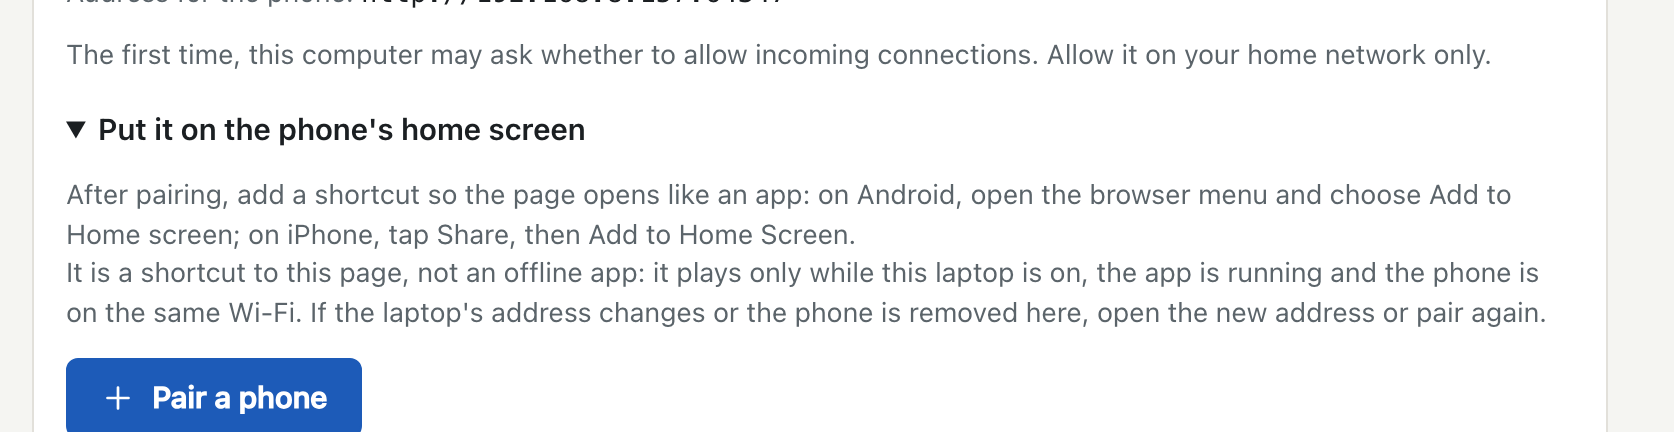 The first time, this computer may ask whether to allow incoming connections. Allow it on your home network only.
▼ Put it on the phone's home screen
After pairing, add a shortcut so the page opens like an app: on Android, open the browser menu and choose Add to
Home screen; on iPhone, tap Share, then Add to Home Screen.
It is a shortcut to this page, not an offline app: it plays only while this laptop is on, the app is running and the phone is
on the same Wi-Fi. If the laptop's address changes or the phone is removed here, open the new address or pair again.
+ Pair a phone